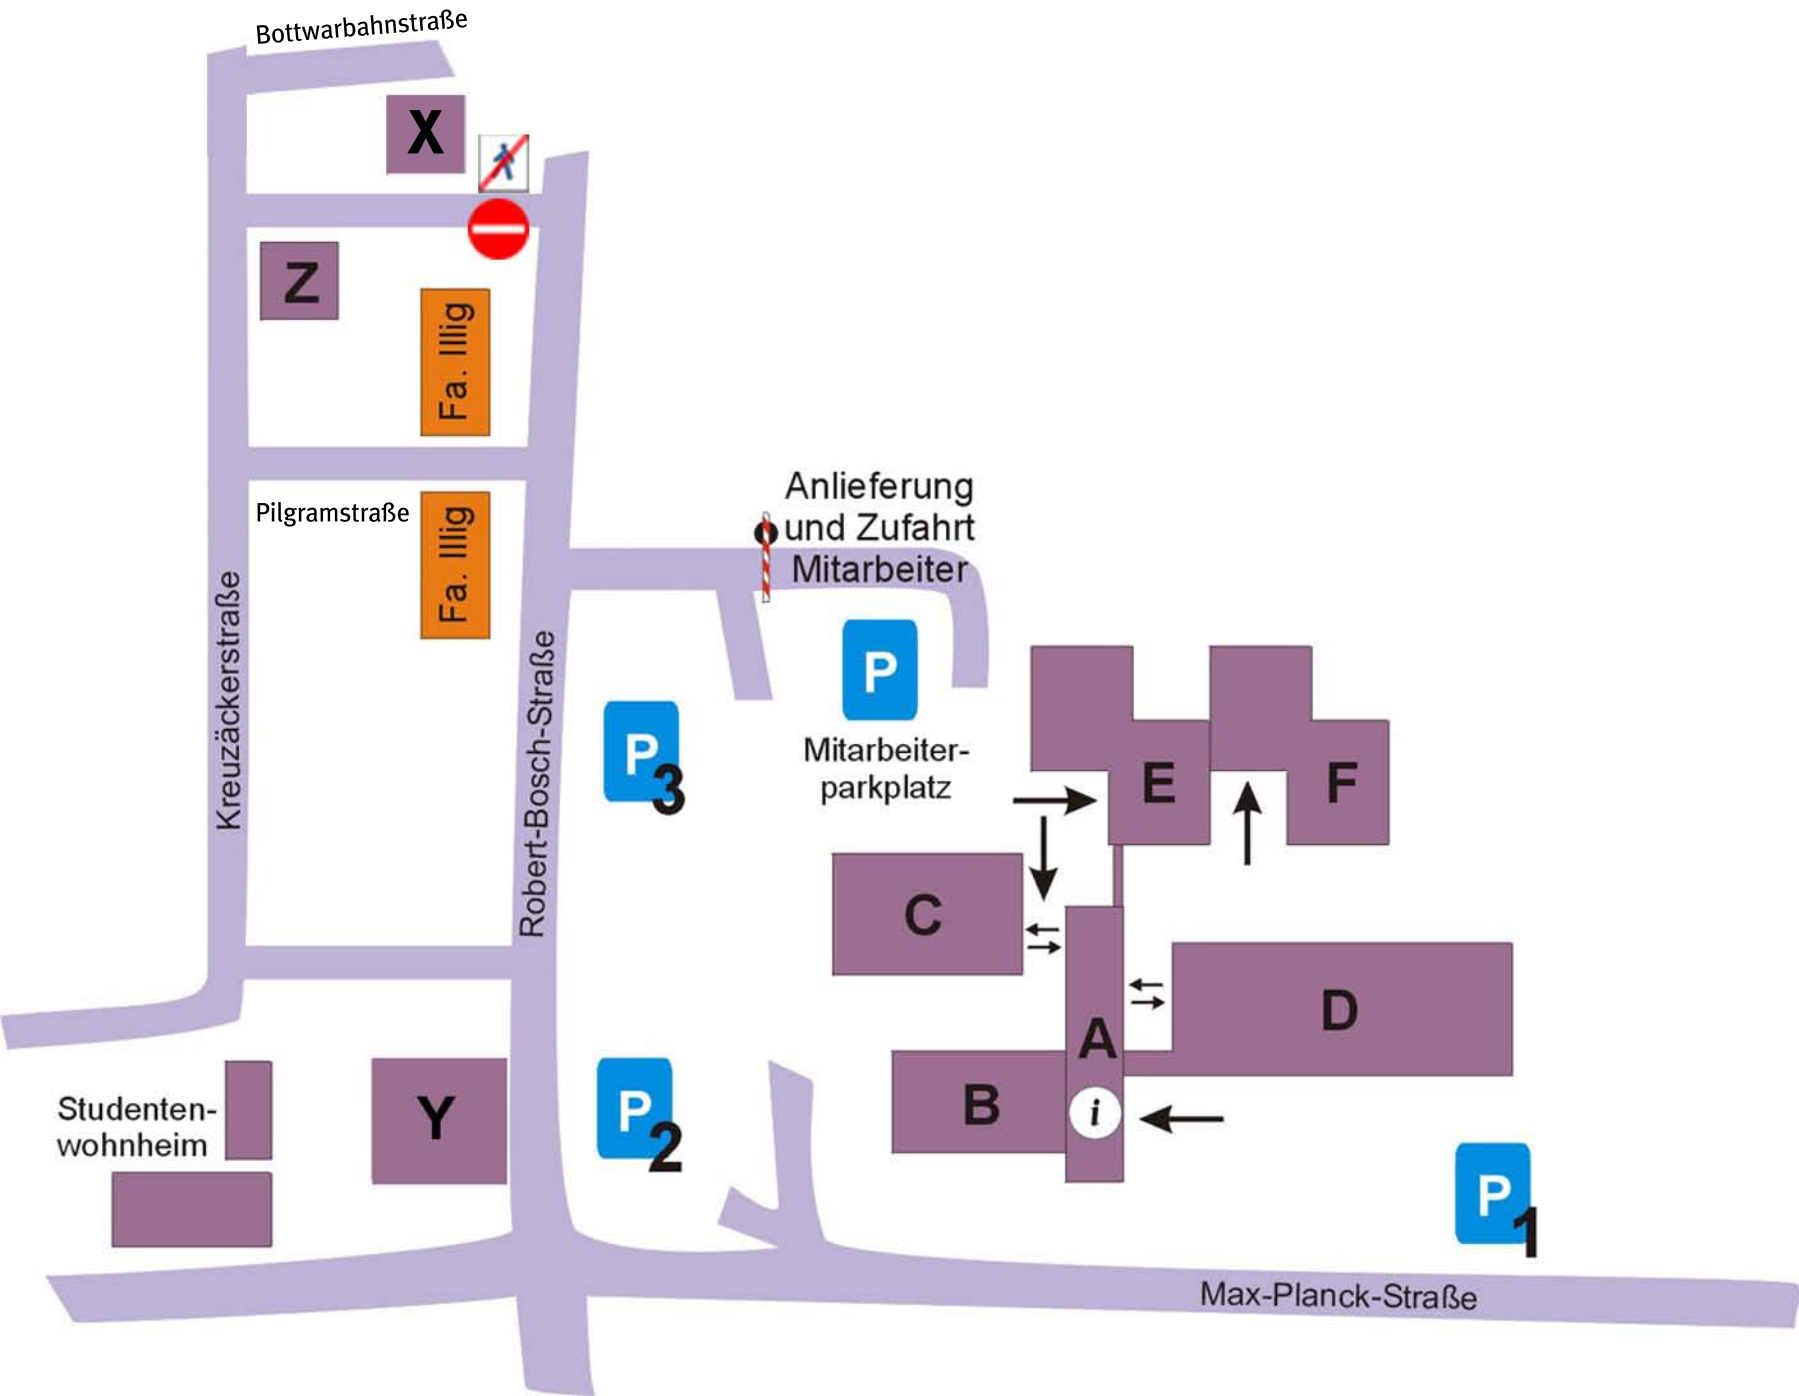 Bottwarbahnstraße
X
Z
Fa. Illig
Pilgramstraße
Fa. Illig
Anlieferung
und Zufahrt
Mitarbeiter
Kreuzäckerstraße
Robert-Bosch-Straße
P
P
3
Mitarbeiter-
parkplatz
E
F
C
D
A
B
i
Studenten-
wohnheim
Y
P
2
P
1
Max-Planck-Straße